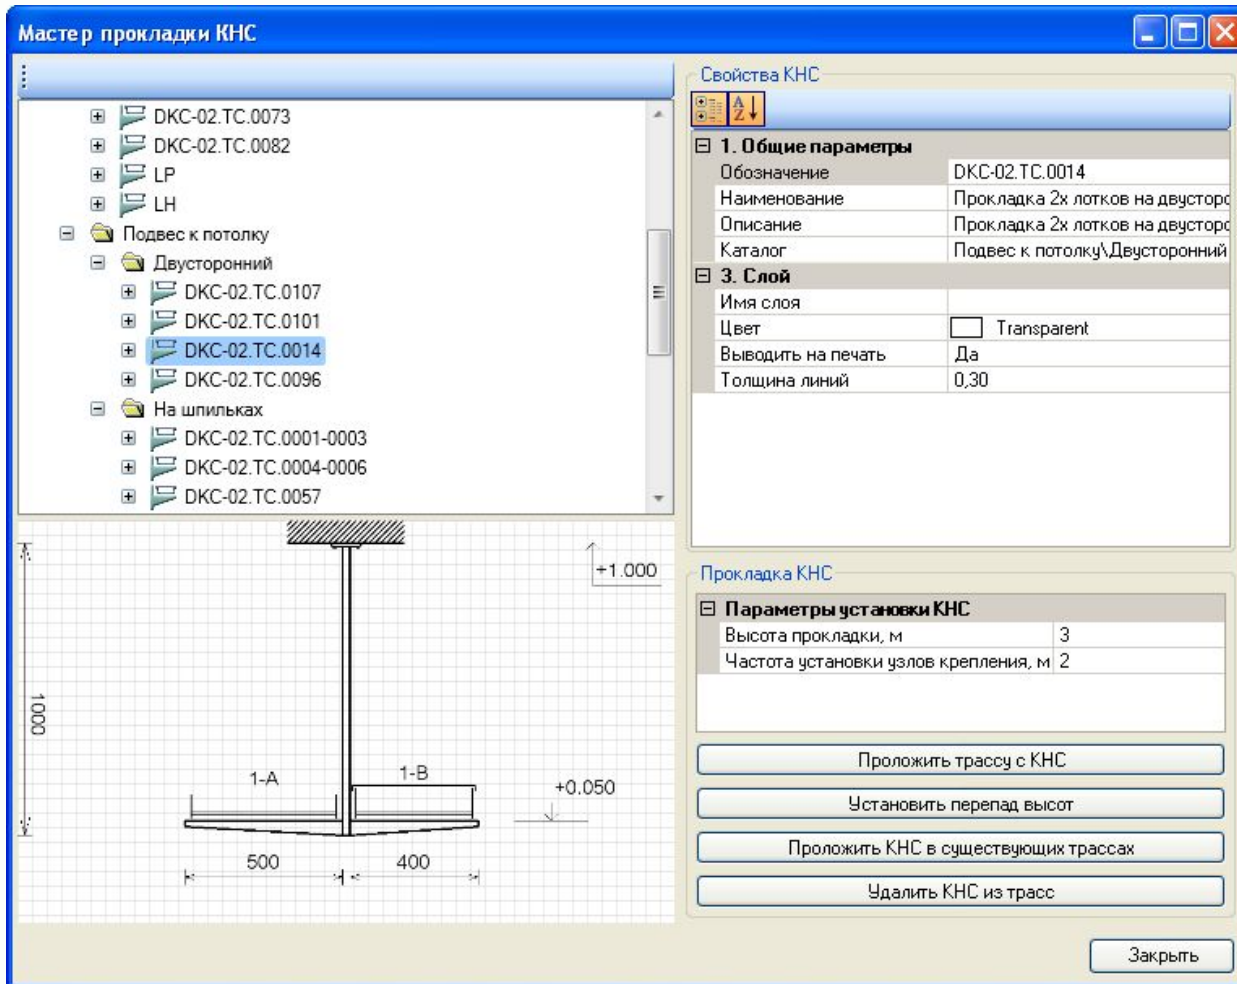 Мастер прокладки КНС
DKC-02.TC.0073
DKC-02.TC.0082
LP
LH
Подвес к потолку
Двусторонний
DKC-02.TC.0107
DKC-02.TC.0101
DKC-02.TC.0014
DKC-02.TC.0096
На шпильках
DKC-02.TC.0001-0003
DKC-02.TC.0004-0006
DKC-02.TC.0057
+1.000
1000
1-A
1-B
+0.050
500
400
Свойства КНС
1. Общие параметры
Обозначение DKC-02.TC.0014
Наименование Прокладка 2х лотков на двусторо
Описание Прокладка 2х лотков на двусторо
Каталог Подвес к потолку\Двусторонний
3. Слой
Имя слоя
Цвет Transparent
Выводить на печать Да
Толщина линий 0,30
Прокладка КНС
Параметры установки КНС
Высота прокладки, м 3
Частота установки узлов крепления, м 2
Проложить трассу с КНС
Установить перепад высот
Проложить КНС в существующих трассах
Удалить КНС из трасс
Закрыть